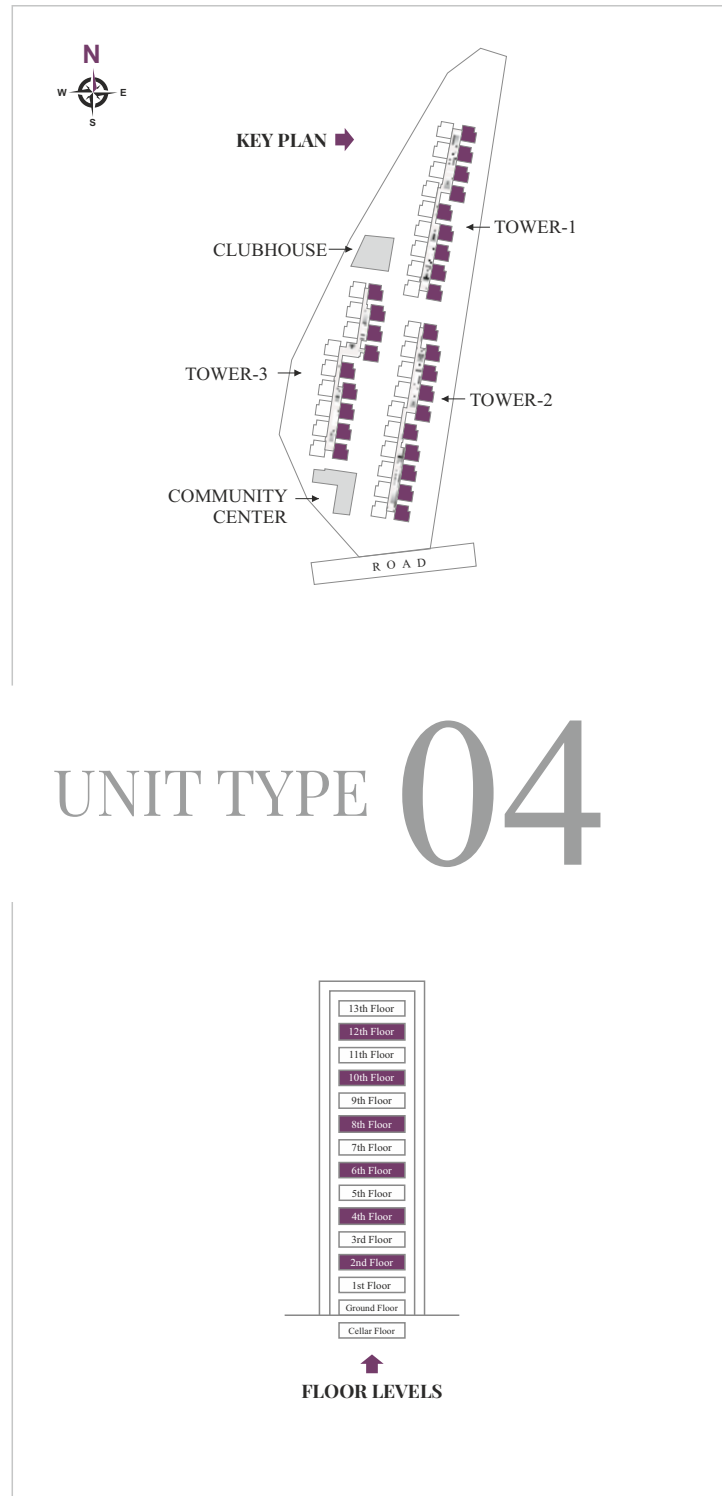 N
W E
S
KEY PLAN
TOWER-1
CLUBHOUSE
TOWER-3
TOWER-2
COMMUNITY
CENTER
ROAD
UNIT TYPE 04
13th Floor
12th Floor
11th Floor
10th Floor
9th Floor
8th Floor
7th Floor
6th Floor
5th Floor
4th Floor
3rd Floor
2nd Floor
1st Floor
Ground Floor
Cellar Floor
FLOOR LEVELS